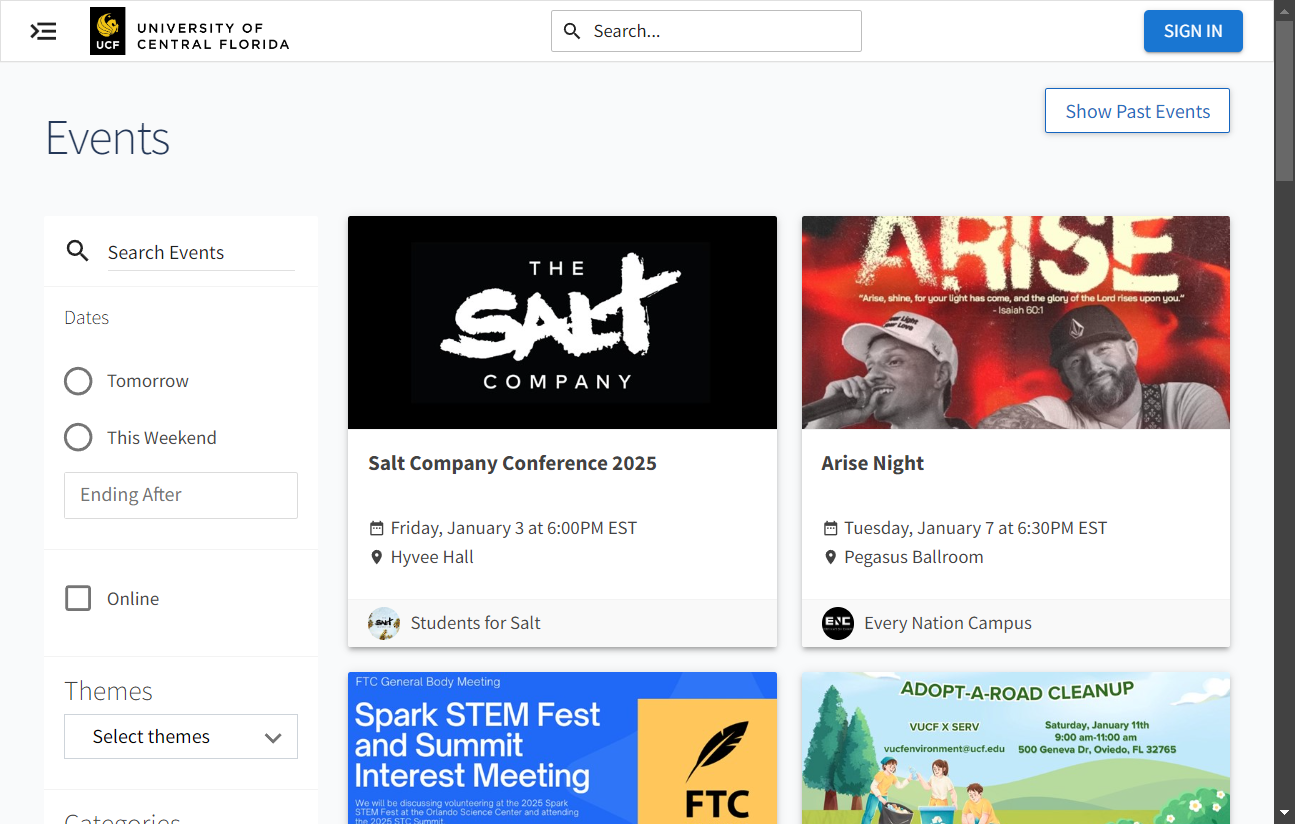 UCF
UNIVERSITY OF
CENTRAL FLORIDA
Search...
SIGN IN
Show Past Events
Events
Search Events
Dates
Tomorrow
This Weekend
Ending After
Online
Themes
Select themes
Categories
THE
SALT
COMPANY
Salt Company Conference 2025
Friday, January 3 at 6:00PM EST
Hyvee Hall
SALT
Students for Salt
ARISE
“Arise, shine, for your light has come, and the glory of the Lord rises upon you.”
- Isaiah 60:1
Arise Night
Tuesday, January 7 at 6:30PM EST
Pegasus Ballroom
ENC
Every Nation Campus
FTC General Body Meeting
Spark STEM Fest
and Summit
Interest Meeting
We will be discussing volunteering at the 2025 Spark
STEM Fest at the Orlando Science Center and attending
the 2025 STC Summit
FTC
ADOPT-A-ROAD CLEANUP
VUCF X SERV
vucfenvironment@ucf.edu
Saturday, January 11th
9:00 am-11:00 am
500 Geneva Dr, Oviedo, FL 32765